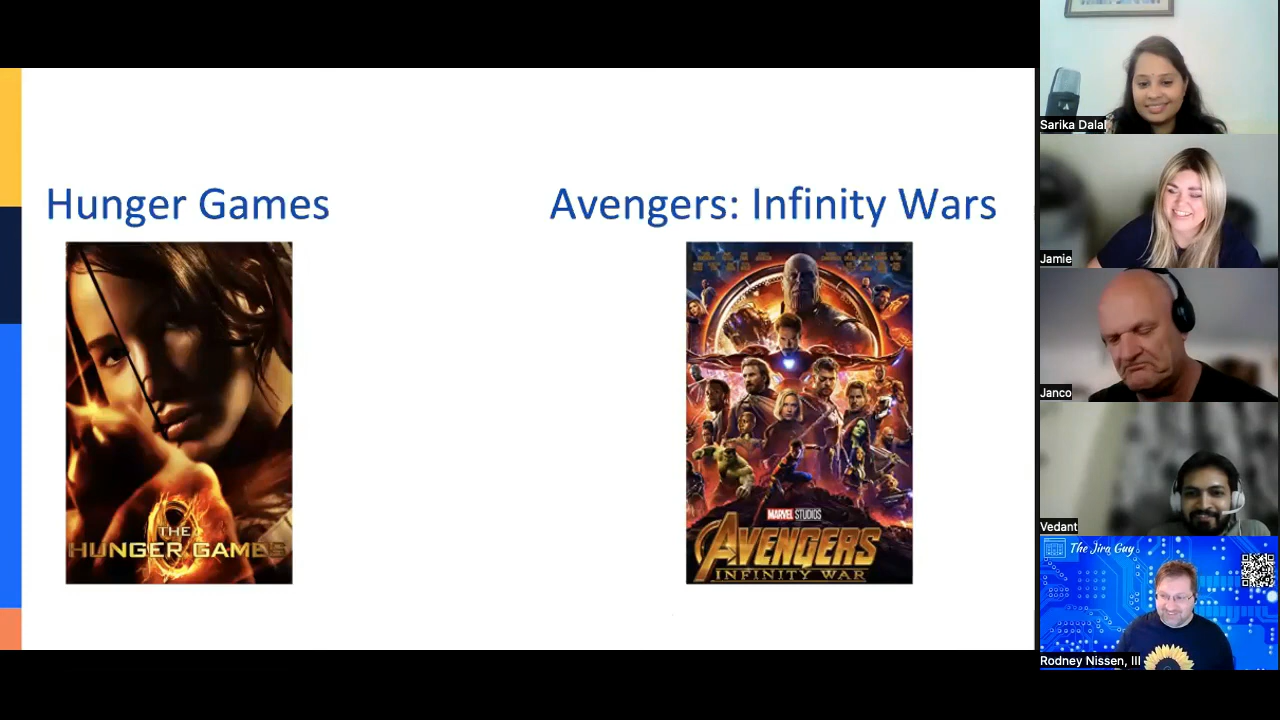 Hunger Games
Avengers: Infinity Wars
THE
HUNGER GAMES
MARVEL STUDIOS
AVENGERS
INFINITY WAR
Sarika Dalal
Jamie
Janco
Vedant
The Jira Guy
Rodney Nissen, III